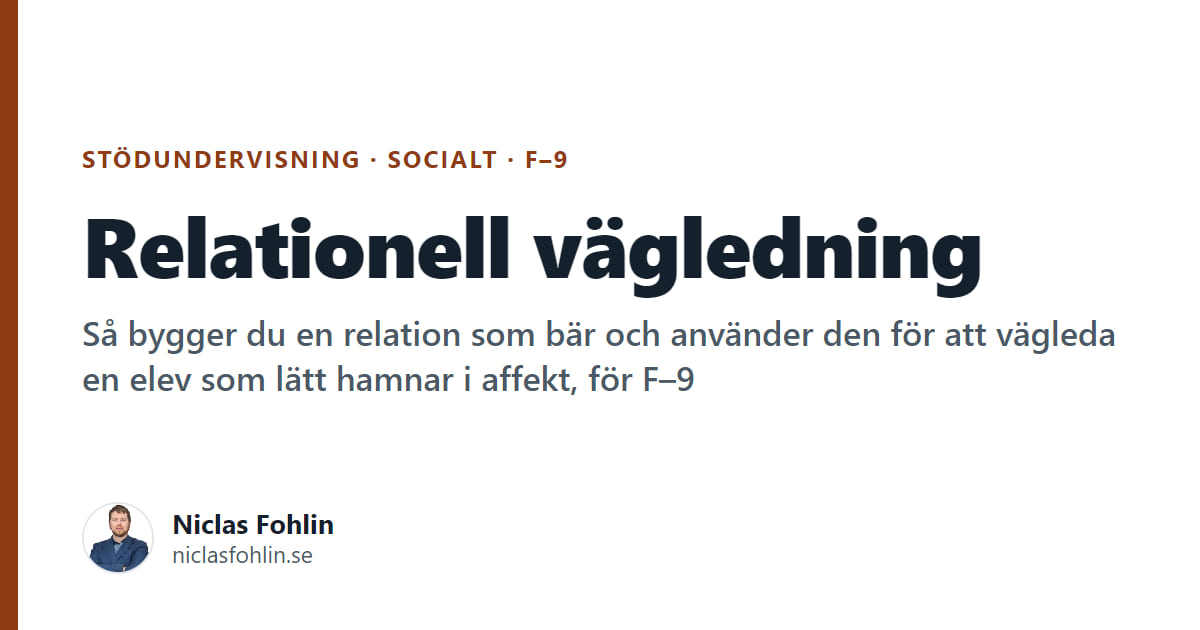 STÖDUNDERVISNING · SOCIALT · F–9
Relationell vägledning
Så bygger du en relation som bär och använder den för att vägleda
en elev som lätt hamnar i affekt, för F–9
Niclas Fohlin
niclasfohlin.se